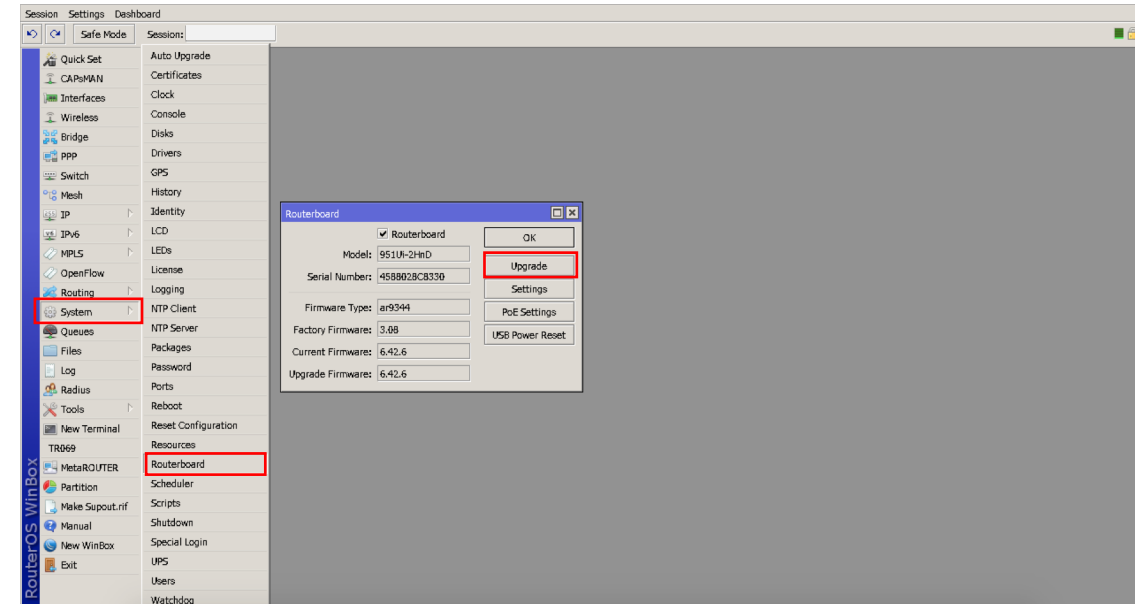 Session Settings Dashboard
Safe Mode Session:
Quick Set
CAPsMAN
Interfaces
Wireless
Bridge
PPP
Switch
Mesh
IP
IPv6
MPLS
OpenFlow
Routing
System
Queues
Files
Log
Radius
Tools
New Terminal
TR069
MetaROUTER
Partition
Make Supout.rif
Manual
New WinBox
Exit
RouterOS WinBox
Auto Upgrade
Certificates
Clock
Console
Disks
Drivers
GPS
History
Identity
LCD
LEDs
License
Logging
NTP Client
NTP Server
Packages
Password
Ports
Reboot
Reset Configuration
Resources
Routerboard
Scheduler
Scripts
Shutdown
Special Login
UPS
Users
Watchdog
Routerboard
Routerboard
Model: 951Ui-2HnD
Serial Number: 458802BC8330
Firmware Type: ar9344
Factory Firmware: 3.08
Current Firmware: 6.42.6
Upgrade Firmware: 6.42.6
OK
Upgrade
Settings
PoE Settings
USB Power Reset